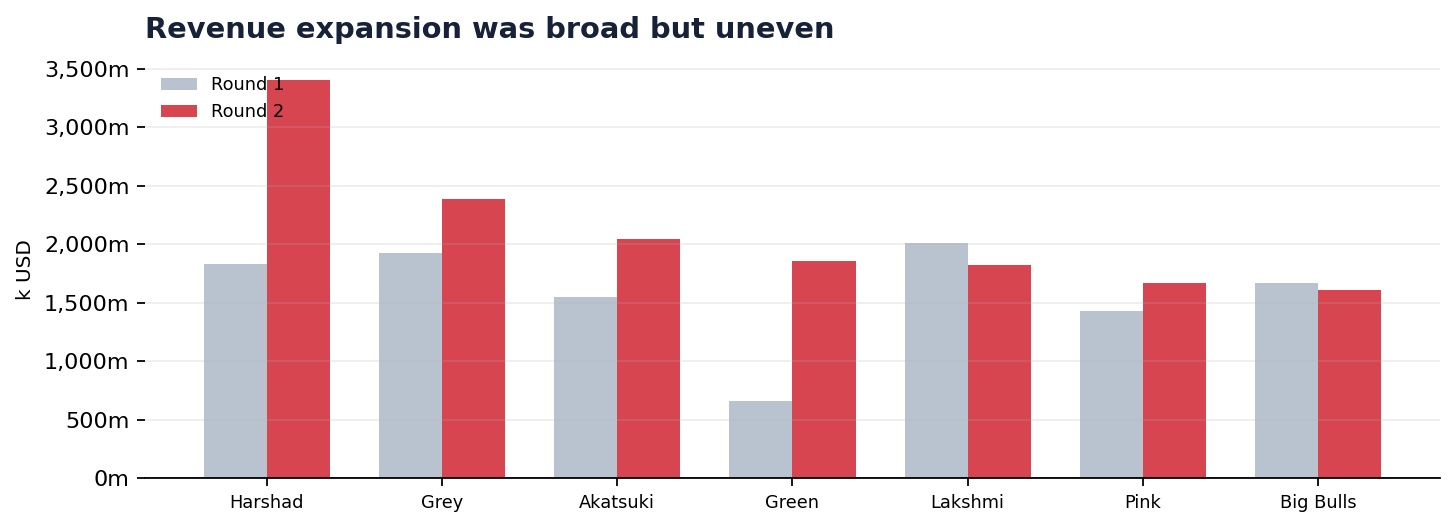 Revenue expansion was broad but uneven
3,500m
3,000m
2,500m
2,000m
1,500m
1,000m
500m
0m
k USD
Round 1
Round 2
Harshad Grey Akatsuki Green Lakshmi Pink Big Bulls